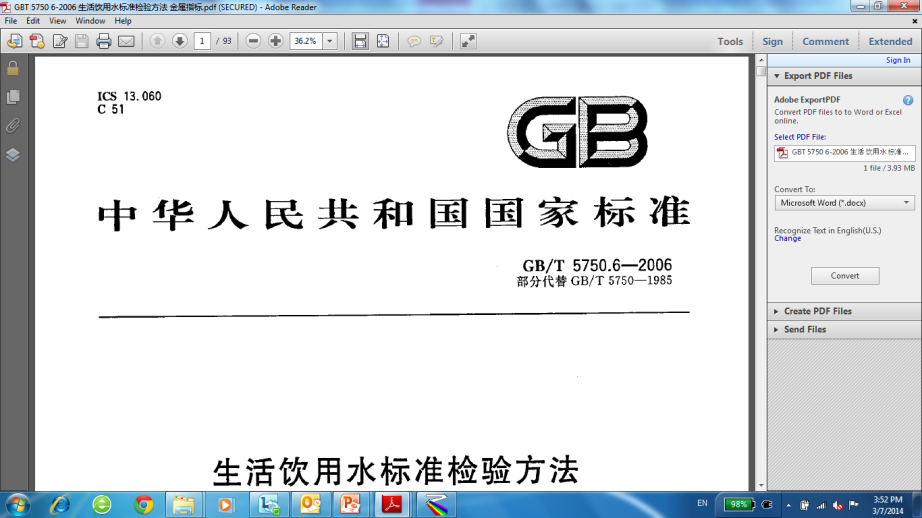 GBT 5750 6-2006 生活饮用水标准检验方法 金属指标.pdf (SECURED) - Adobe Reader
File Edit View Window Help
1 / 93 36.2% Tools Sign Comment Extended
Sign In
Export PDF Files
Adobe ExportPDF
Convert PDF files to to Word or Excel
online.
Select PDF File:
GBT 5750 6-2006 生活 饮用水 标准...
1 file / 3.93 MB
Convert To:
Microsoft Word (*.docx)
Recognize Text in English(U.S.)
Change
Convert
Create PDF Files
Send Files
ICS 13.060
C 51
GB
中华人民共和国国家标准
GB/T 5750.6—2006
部分代替 GB/T 5750—1985
生活饮用水标准检验方法
EN 98% 3:52 PM
3/7/2014